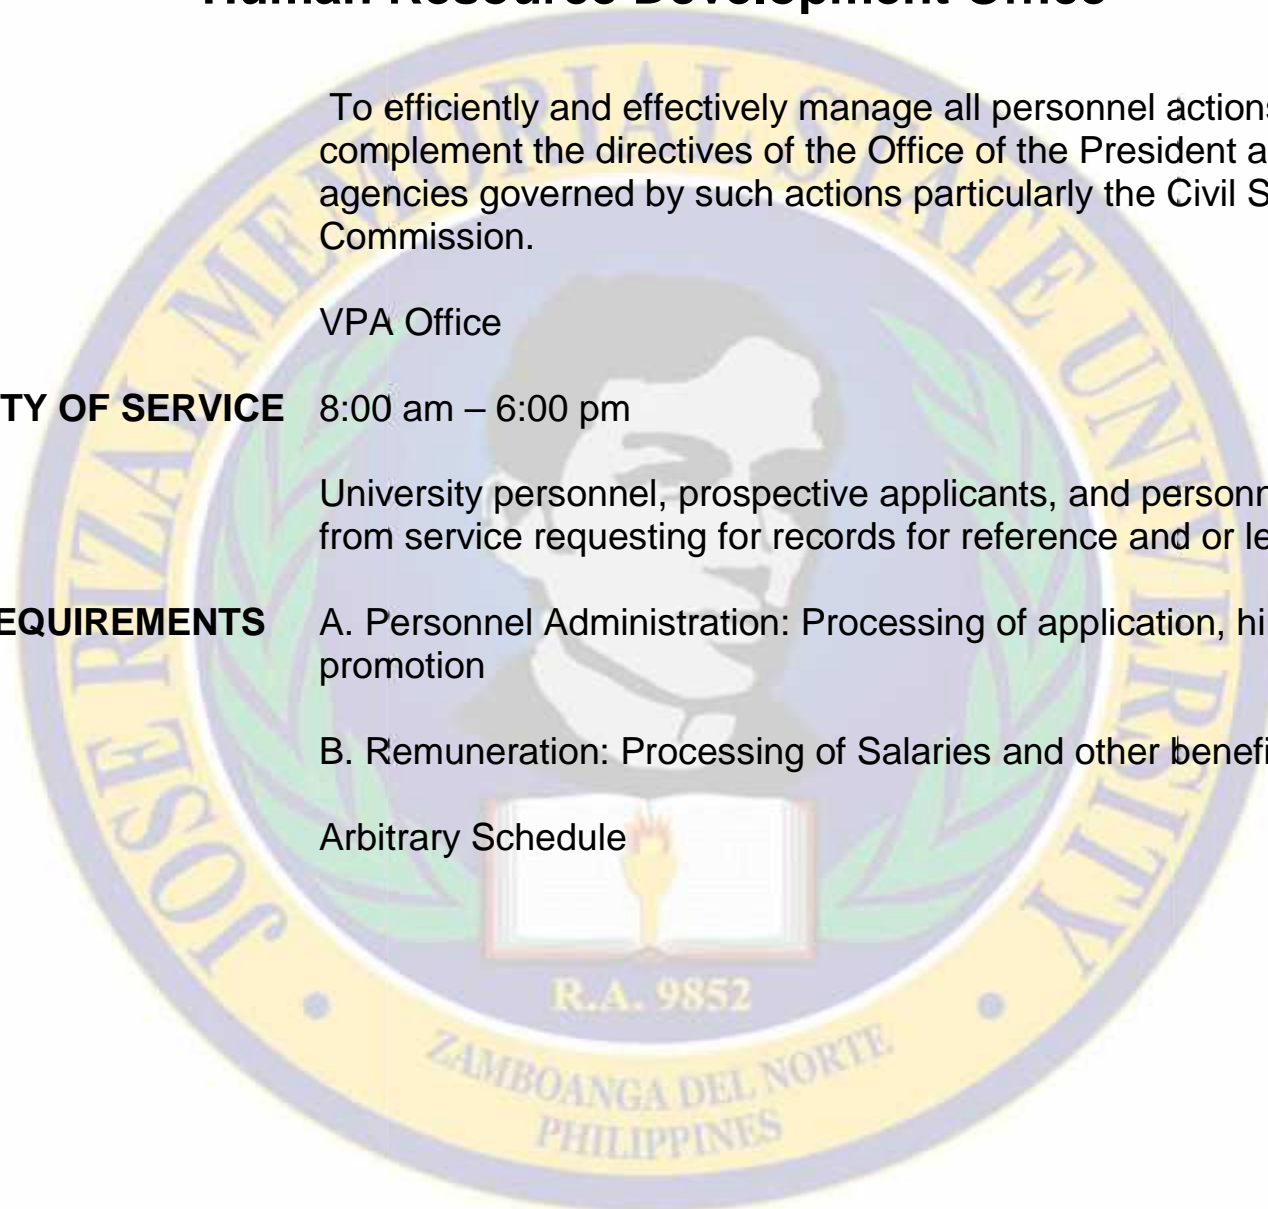 Human Resource Development Office
To efficiently and effectively manage all personnel actions
complement the directives of the Office of the President a
agencies governed by such actions particularly the Civil S
Commission.
VPA Office
TY OF SERVICE 8:00 am – 6:00 pm
University personnel, prospective applicants, and personn
from service requesting for records for reference and or le
EQUIREMENTS A. Personnel Administration: Processing of application, hi
promotion
B. Remuneration: Processing of Salaries and other benefi
Arbitrary Schedule
JOSE RIZAL MEMORIAL STATE UNIVERSITY
R.A. 9852
ZAMBOANGA DEL NORTE
PHILIPPINES